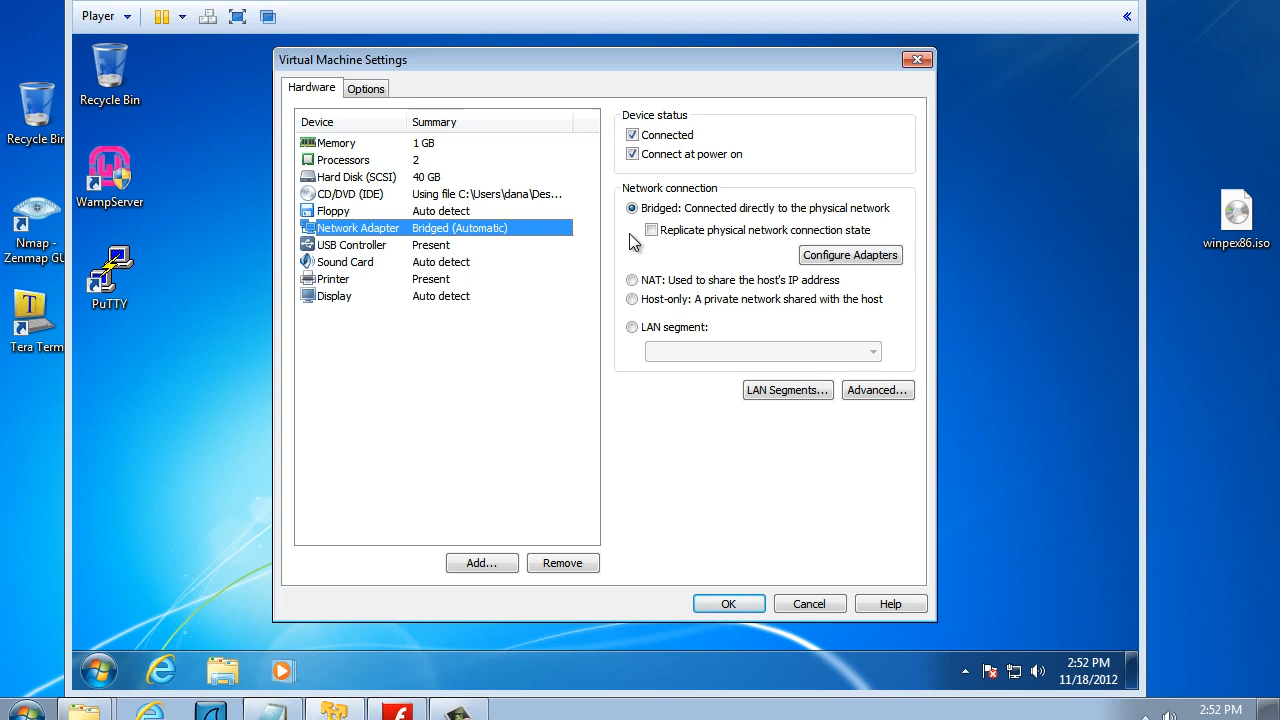 Player
Recycle Bin
WampServer
PuTTY
Recycle Bin
Nmap -
Zenmap GU
Tera Term
winpex86.iso
Virtual Machine Settings
Hardware
Options
Device Summary
Memory 1 GB
Processors 2
Hard Disk (SCSI) 40 GB
CD/DVD (IDE) Using file C:\Users\dana\Des...
Floppy Auto detect
Network Adapter Bridged (Automatic)
USB Controller Present
Sound Card Auto detect
Printer Present
Display Auto detect
Add...
Remove
Device status
Connected
Connect at power on
Network connection
Bridged: Connected directly to the physical network
Replicate physical network connection state
Configure Adapters
NAT: Used to share the host's IP address
Host-only: A private network shared with the host
LAN segment:
LAN Segments...
Advanced...
OK
Cancel
Help
2:52 PM
11/18/2012
2:52 PM